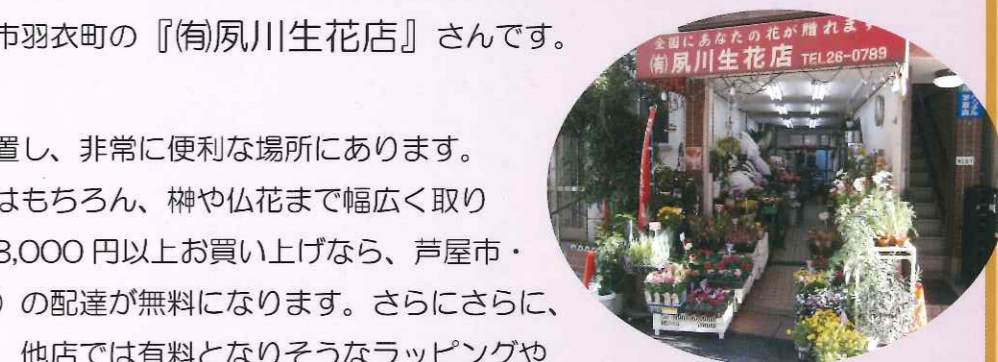 市羽衣町の『㈲夙川生花店』さんです。
置し、非常に便利な場所にあります。
はもちろん、榊や仏花まで幅広く取り
3,000円以上お買い上げなら、芦屋市・
）の配達が無料になります。さらにさらに、
他店では有料となりそうなラッピングや
全国にあなたの花が贈れます
㈲夙川生花店 TEL26-0789